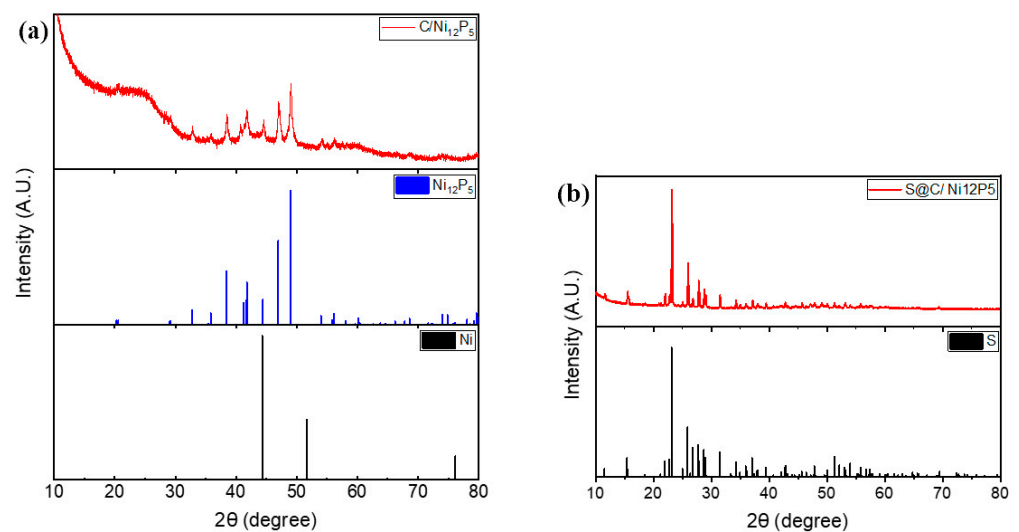 (a)
C/Ni₁₂P₅
Ni₁₂P₅
Ni
Intensity (A.U.)
10 20 30 40 50 60 70 80
2θ (degree)
(b)
S@C/ Ni12P5
S
Intensity (A.U.)
10 20 30 40 50 60 70 80
2θ (degree)